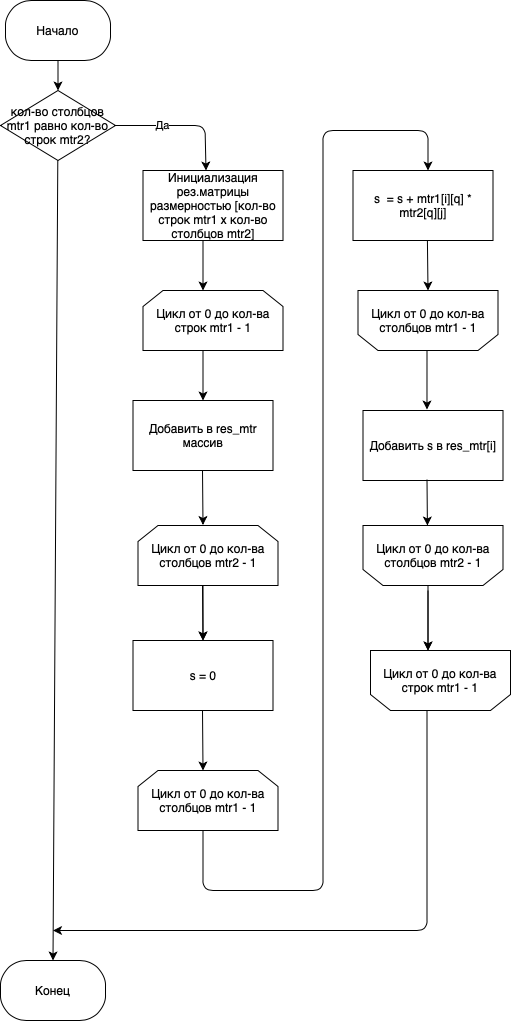 Начало
кол-во столбцов
mtr1 равно кол-во
строк mtr2?
Да
Инициализация
рез.матрицы
размерностью [кол-во
строк mtr1 x кол-во
столбцов mtr2]
Цикл от 0 до кол-ва
строк mtr1 - 1
Добавить в res_mtr
массив
Цикл от 0 до кол-ва
столбцов mtr2 - 1
s = 0
Цикл от 0 до кол-ва
столбцов mtr1 - 1
s  = s + mtr1[i][q] *
mtr2[q][j]
Цикл от 0 до кол-ва
столбцов mtr1 - 1
Добавить s в res_mtr[i]
Цикл от 0 до кол-ва
столбцов mtr2 - 1
Цикл от 0 до кол-ва
строк mtr1 - 1
Конец